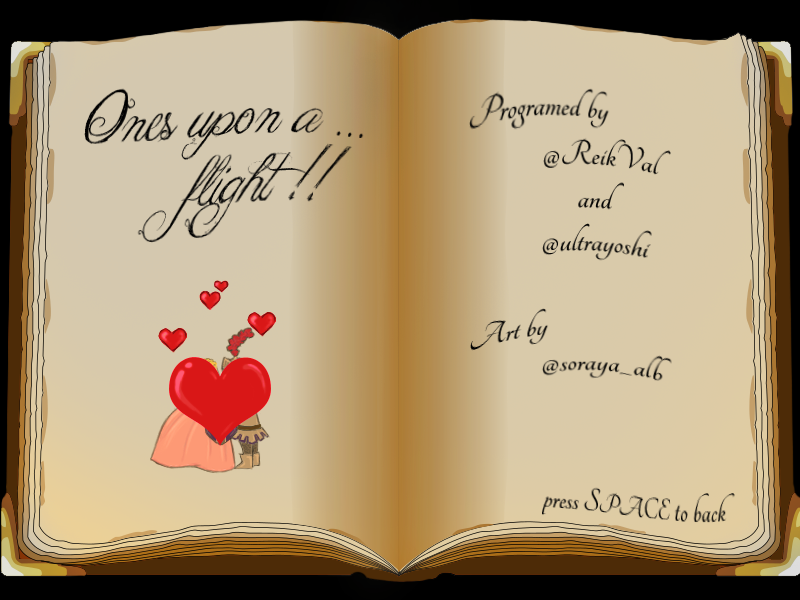 Ones upon a ...
flight !!
Programed by
@ReikVal
and
@ultrayoshi
Art by
@soraya_alb
press SPACE to back